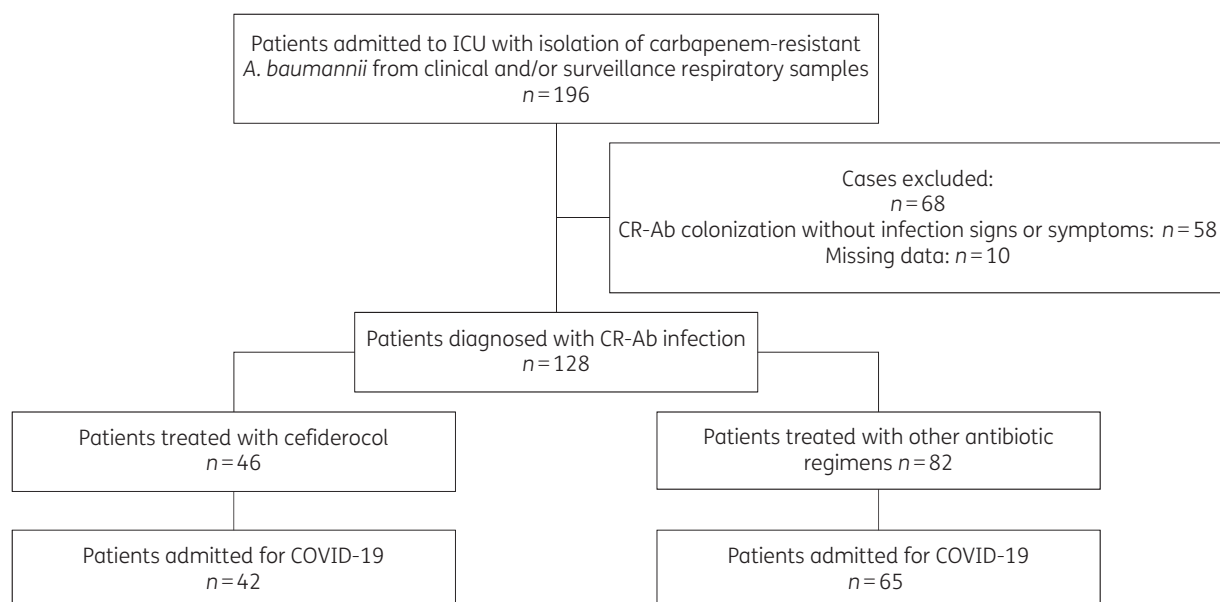 Patients admitted to ICU with isolation of carbapenem-resistant
A. baumannii from clinical and/or surveillance respiratory samples
n=196
Cases excluded:
n=68
CR-Ab colonization without infection signs or symptoms: n=58
Missing data: n=10
Patients diagnosed with CR-Ab infection
n=128
Patients treated with cefiderocol
n=46
Patients treated with other antibiotic
regimens n=82
Patients admitted for COVID-19
n=42
Patients admitted for COVID-19
n=65